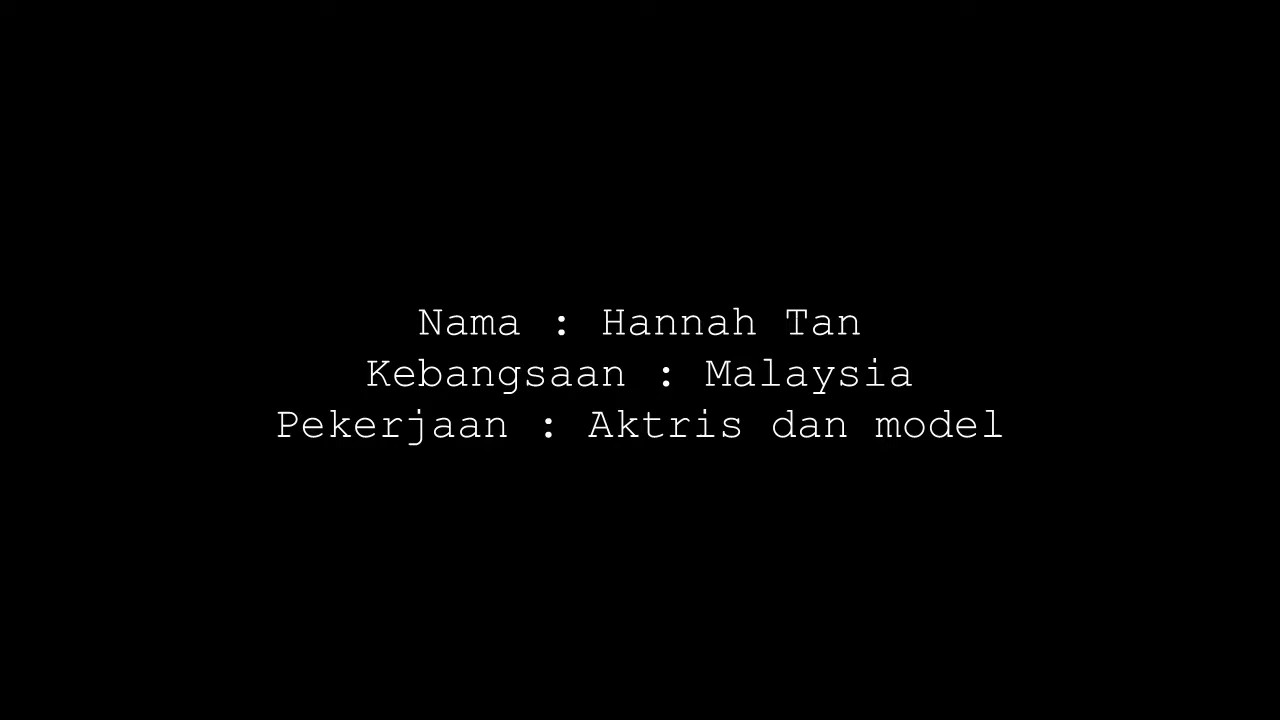 Nama : Hannah Tan
Kebangsaan : Malaysia
Pekerjaan : Aktris dan model